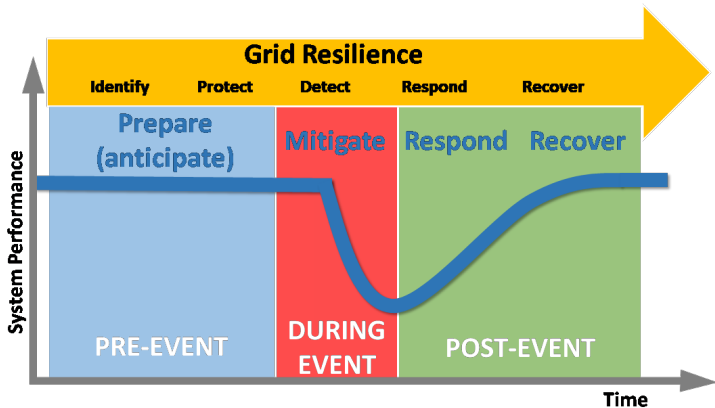 Grid Resilience
Identify Protect Detect Respond Recover
Prepare
(anticipate)
Mitigate
Respond Recover
System Performance
PRE-EVENT
DURING
EVENT
POST-EVENT
Time